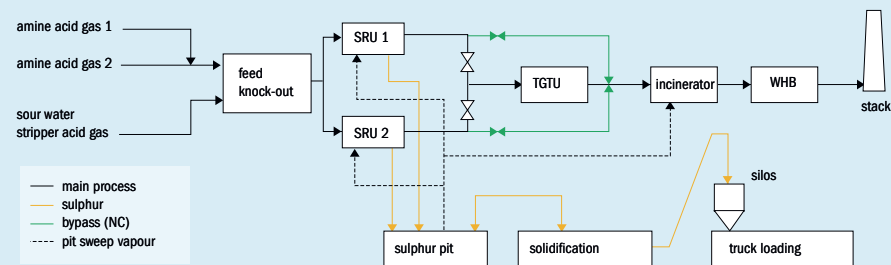 amine acid gas 1
amine acid gas 2
sour water
stripper acid gas
feed
knock-out
SRU 1
SRU 2
TGTU
incinerator
WHB
stack
main process
sulphur
bypass (NC)
pit sweep vapour
sulphur pit
solidification
silos
truck loading